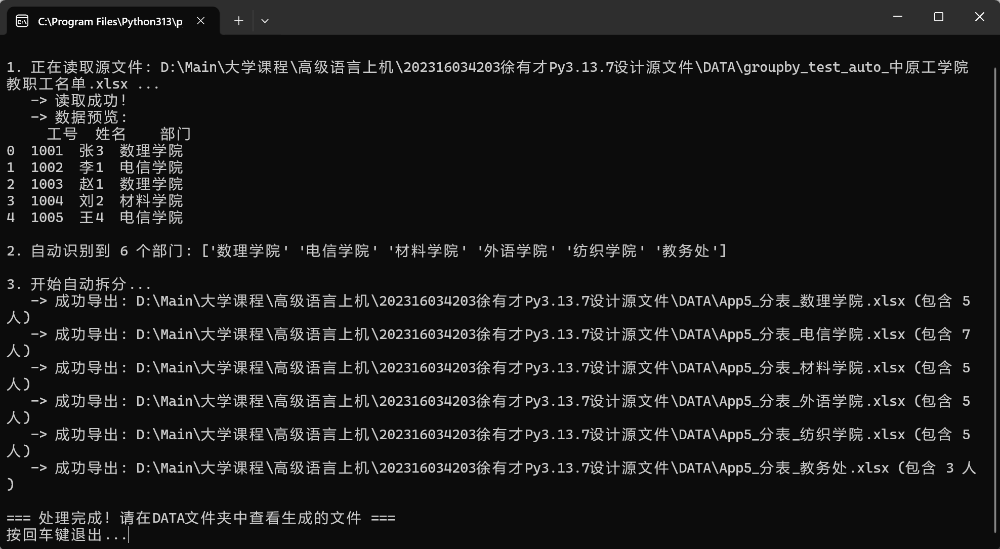 C:\Program Files\Python313\py
1. 正在读取源文件: D:\Main\大学课程\高级语言上机\202316034203徐有才Py3.13.7设计源文件\DATA\groupby_test_auto_中原工学院
教职工名单.xlsx ...
   -> 读取成功!
   -> 数据预览:
     工号  姓名    部门
0  1001  张3  数理学院
1  1002  李1  电信学院
2  1003  赵1  数理学院
3  1004  刘2  材料学院
4  1005  王4  电信学院
2. 自动识别到 6 个部门: ['数理学院' '电信学院' '材料学院' '外语学院' '纺织学院' '教务处']
3. 开始自动拆分...
   -> 成功导出: D:\Main\大学课程\高级语言上机\202316034203徐有才Py3.13.7设计源文件\DATA\App5_分表_数理学院.xlsx (包含 5
人)
   -> 成功导出: D:\Main\大学课程\高级语言上机\202316034203徐有才Py3.13.7设计源文件\DATA\App5_分表_电信学院.xlsx (包含 7
人)
   -> 成功导出: D:\Main\大学课程\高级语言上机\202316034203徐有才Py3.13.7设计源文件\DATA\App5_分表_材料学院.xlsx (包含 5
人)
   -> 成功导出: D:\Main\大学课程\高级语言上机\202316034203徐有才Py3.13.7设计源文件\DATA\App5_分表_外语学院.xlsx (包含 5
人)
   -> 成功导出: D:\Main\大学课程\高级语言上机\202316034203徐有才Py3.13.7设计源文件\DATA\App5_分表_纺织学院.xlsx (包含 5
人)
   -> 成功导出: D:\Main\大学课程\高级语言上机\202316034203徐有才Py3.13.7设计源文件\DATA\App5_分表_教务处.xlsx (包含 3 人
)
=== 处理完成! 请在DATA文件夹中查看生成的文件 ===
按回车键退出...